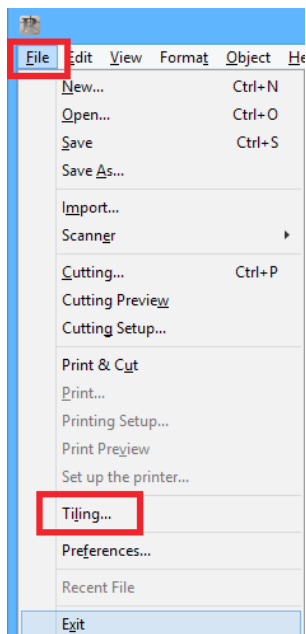 File Edit View Format Object He
New... Ctrl+N
Open... Ctrl+O
Save Ctrl+S
Save As...
Import...
Scanner
Cutting... Ctrl+P
Cutting Preview
Cutting Setup...
Print & Cut
Print...
Printing Setup...
Print Preview
Set up the printer...
Tiling...
Preferences...
Recent File
Exit